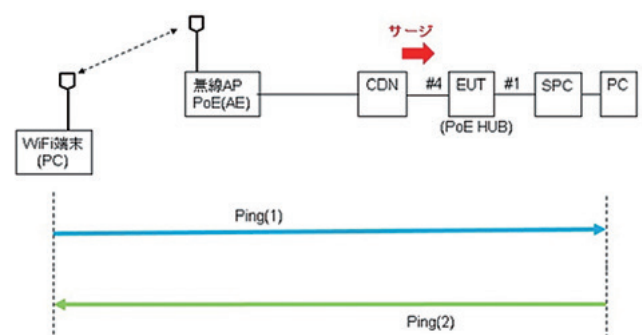 サージ
無線AP
PoE(AE)
CDN
#4
EUT
#1
SPC
PC
(PoE HUB)
WiFi端末
(PC)
Ping(1)
Ping(2)